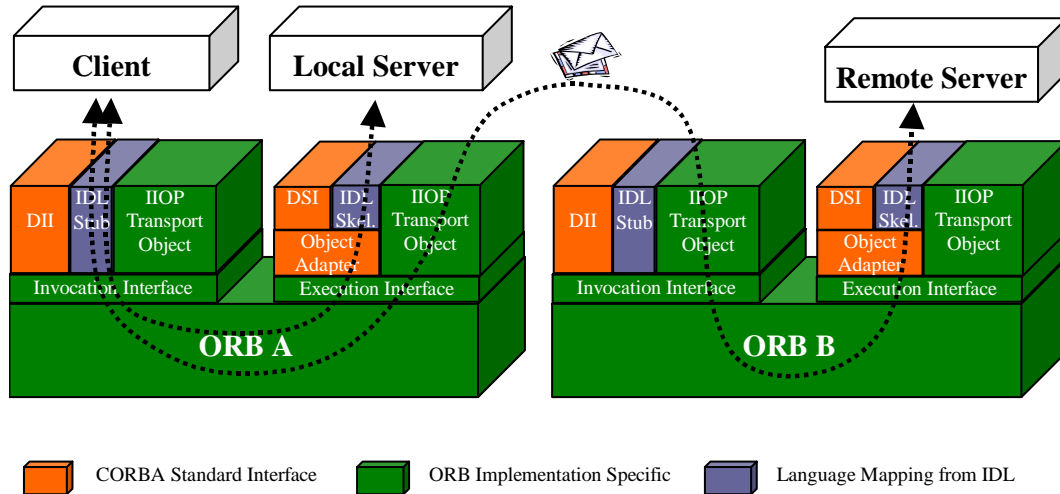 Client
Local Server
Remote Server
DII
IDL
Stub
IIOP
Transport
Object
DSI
IDL
Skel.
Object
Adapter
IIOP
Transport
Object
DII
IDL
Stub
IIOP
Transport
Object
DSI
IDL
Skel.
Object
Adapter
IIOP
Transport
Object
Invocation Interface
Execution Interface
Invocation Interface
Execution Interface
ORB A
ORB B
CORBA Standard Interface
ORB Implementation Specific
Language Mapping from IDL